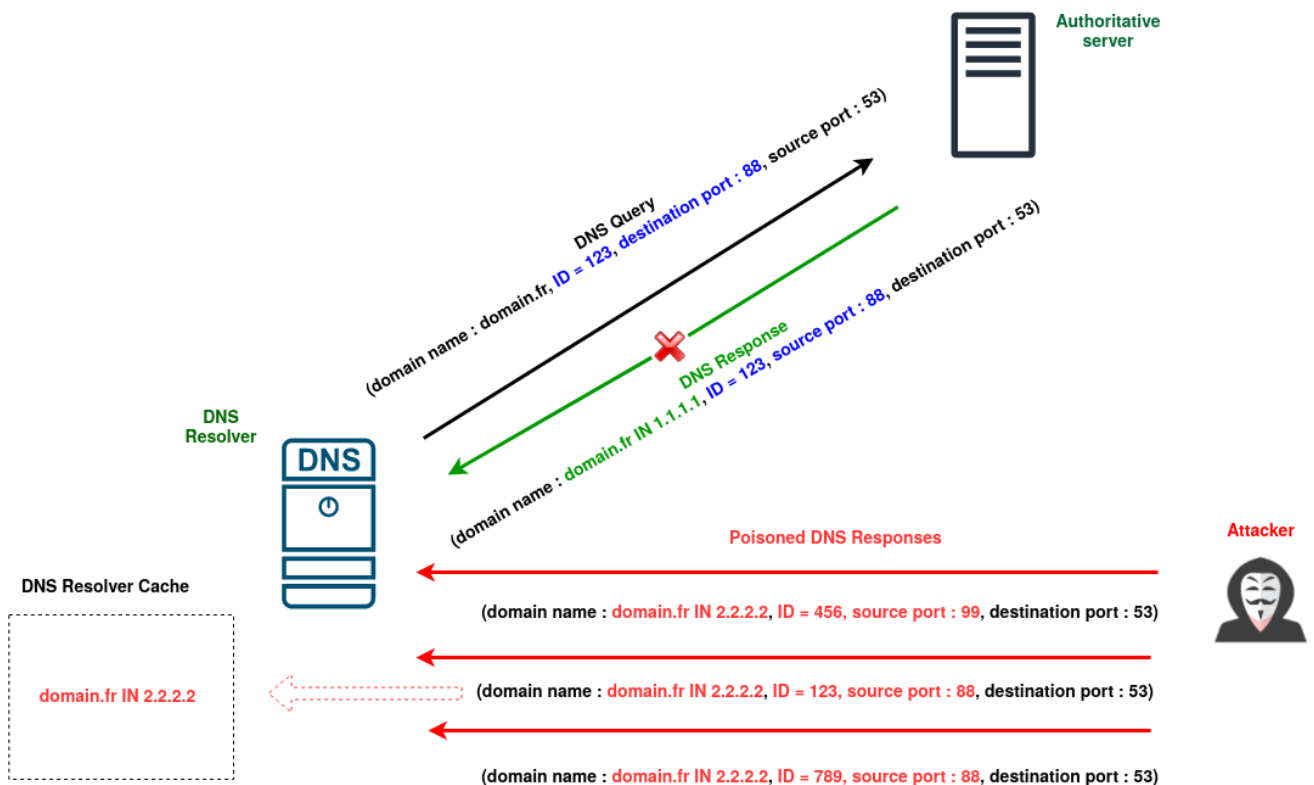 Authoritative
server
DNS Query
(domain name : domain.fr, ID = 123, destination port : 88, source port : 53)
DNS Response
(domain name : domain.fr IN 1.1.1.1, ID = 123, source port : 88, destination port : 53)
DNS
Resolver
DNS
Poisoned DNS Responses
Attacker
DNS Resolver Cache
(domain name : domain.fr IN 2.2.2.2, ID = 456, source port : 99, destination port : 53)
domain.fr IN 2.2.2.2
(domain name : domain.fr IN 2.2.2.2, ID = 123, source port : 88, destination port : 53)
(domain name : domain.fr IN 2.2.2.2, ID = 789, source port : 88, destination port : 53)